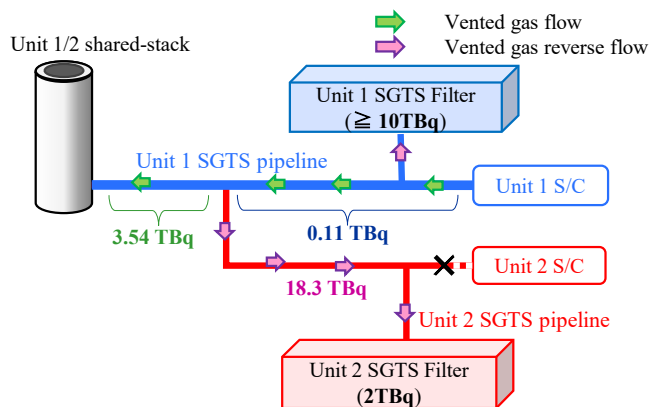 Vented gas flow
Unit 1/2 shared-stack
Vented gas reverse flow
Unit 1 SGTS Filter
(≧ 10TBq)
Unit 1 SGTS pipeline
Unit 1 S/C
3.54 TBq
0.11 TBq
Unit 2 S/C
18.3 TBq
Unit 2 SGTS pipeline
Unit 2 SGTS Filter
(2TBq)